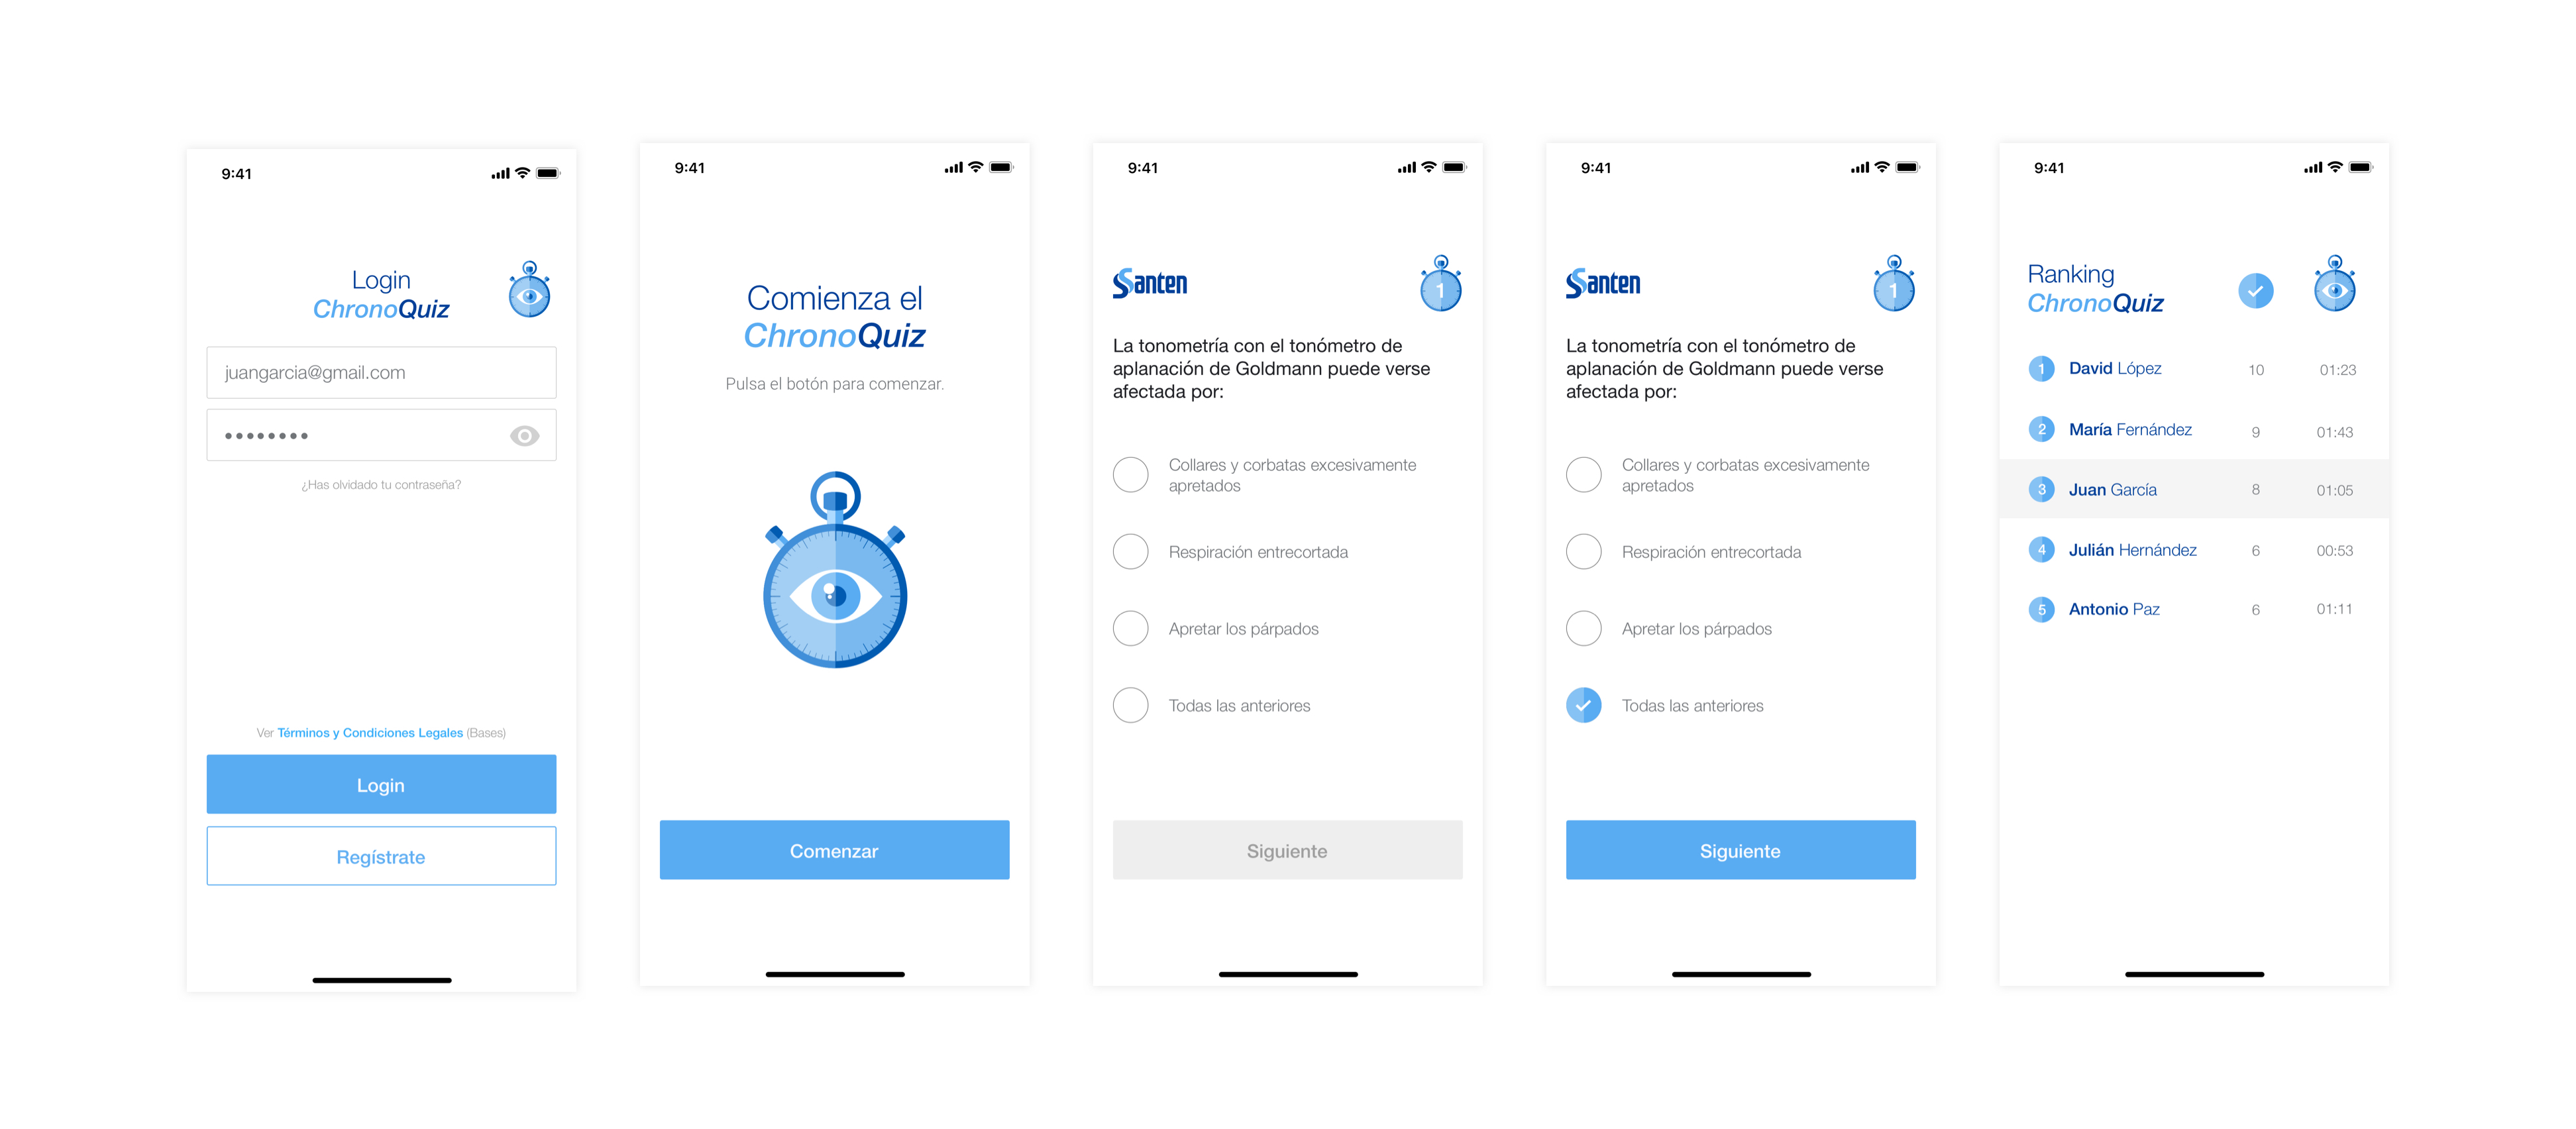 9:41
Login
ChronoQuiz
juangarcia@gmail.com
¿Has olvidado tu contraseña?
Ver Términos y Condiciones Legales (Bases)
Login
Regístrate
9:41
Comienza el
ChronoQuiz
Pulsa el botón para comenzar.
Comenzar
9:41
Santen
1
La tonometría con el tonómetro de
aplanación de Goldmann puede verse
afectada por:
Collares y corbatas excesivamente
apretados
Respiración entrecortada
Apretar los párpados
Todas las anteriores
Siguiente
9:41
Santen
1
La tonometría con el tonómetro de
aplanación de Goldmann puede verse
afectada por:
Collares y corbatas excesivamente
apretados
Respiración entrecortada
Apretar los párpados
Todas las anteriores
Siguiente
9:41
Ranking
ChronoQuiz
1 David López 10 01:23
2 María Fernández 9 01:43
3 Juan García 8 01:05
4 Julián Hernández 6 00:53
5 Antonio Paz 6 01:11